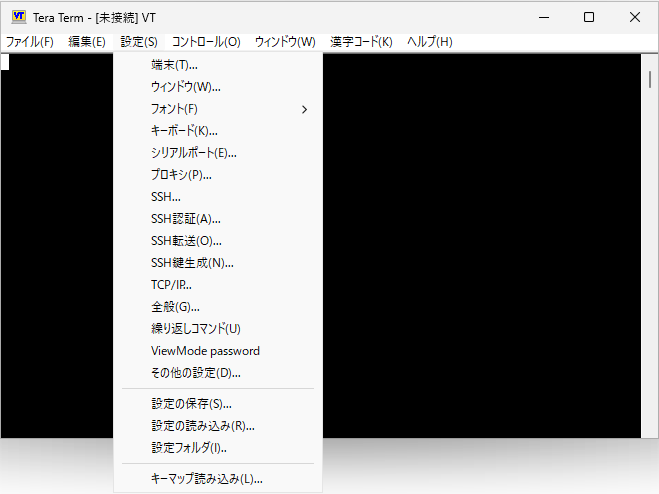 VT Tera Term - [未接続] VT
ファイル(F) 編集(E) 設定(S) コントロール(O) ウィンドウ(W) 漢字コード(K) ヘルプ(H)
端末(T)...
ウィンドウ(W)...
フォント(F)
キーボード(K)...
シリアルポート(E)...
プロキシ(P)...
SSH...
SSH認証(A)...
SSH転送(O)...
SSH鍵生成(N)...
TCP/IP...
全般(G)...
繰り返しコマンド(U)
ViewMode password
その他の設定(D)...
設定の保存(S)...
設定の読み込み(R)...
設定フォルダ(I)..
キーマップ読み込み(L)...